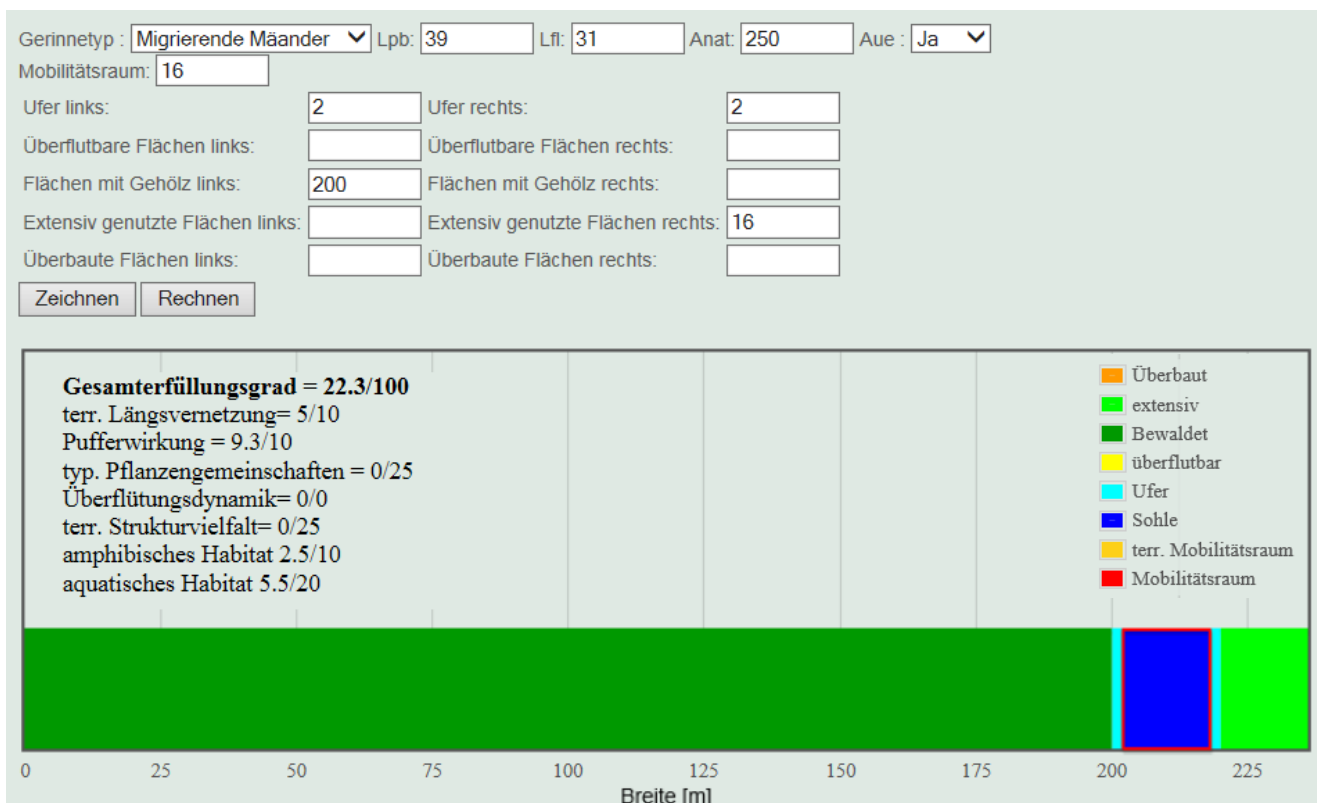 Gerinnetyp : Migrierende Mäander Lpb: 39 Lfl: 31 Anat: 250 Aue : Ja
Mobilitätsraum: 16
Ufer links: 2 Ufer rechts: 2
Überflutbare Flächen links: Überflutbare Flächen rechts:
Flächen mit Gehölz links: 200 Flächen mit Gehölz rechts:
Extensiv genutzte Flächen links: Extensiv genutzte Flächen rechts: 16
Überbaute Flächen links: Überbaute Flächen rechts:
Zeichnen Rechnen
Gesamterfüllungsgrad = 22.3/100
terr. Längsvernetzung= 5/10
Pufferwirkung = 9.3/10
typ. Pflanzengemeinschaften = 0/25
Überflütungsdynamik= 0/0
terr. Strukturvielfalt= 0/25
amphibisches Habitat 2.5/10
aquatisches Habitat 5.5/20
Überbaut
extensiv
Bewaldet
überflutbar
Ufer
Sohle
terr. Mobilitätsraum
Mobilitätsraum
0 25 50 75 100 125 150 175 200 225
Breite [m]